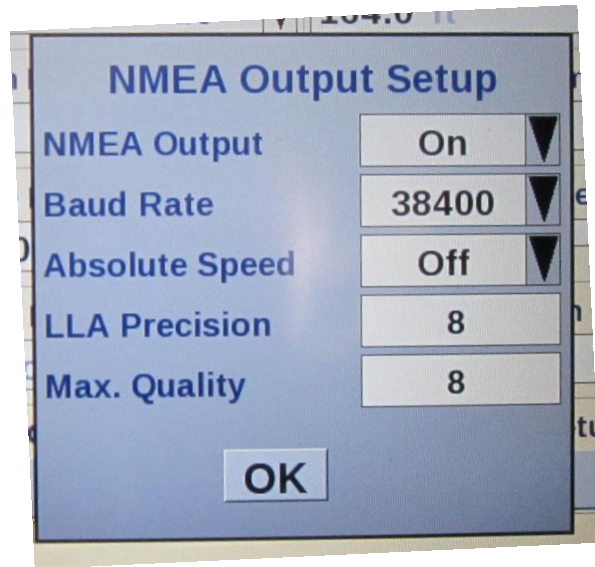 NMEA Output Setup
NMEA Output On
Baud Rate 38400
Absolute Speed Off
LLA Precision 8
Max. Quality 8
OK